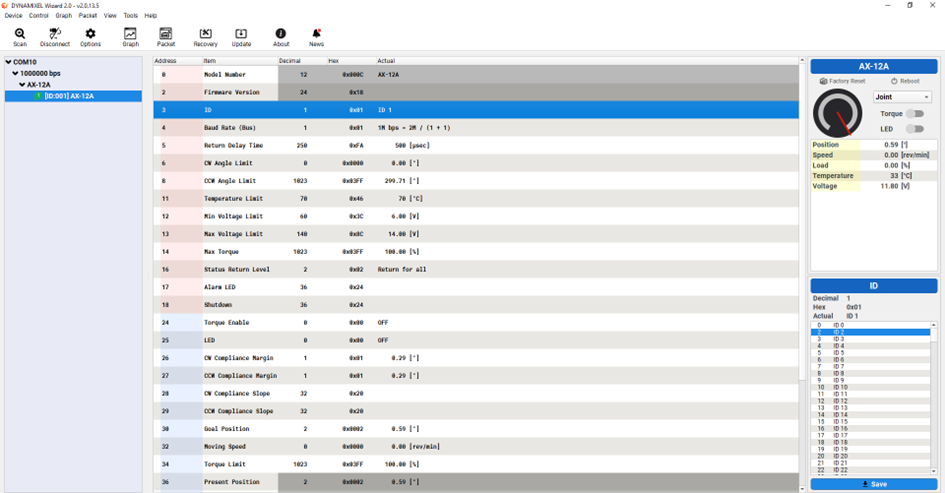 DYNAMIXEL Wizard 2.0 - v2.0.13.5
Device Control Graph Packet View Tools Help
Scan Disconnect Options Graph Packet Recovery Update About News
COM10
1000000 bps
AX-12A
[ID:001] AX-12A
Address Item Decimal Hex Actual
0 Model Number 12 0x000C AX-12A
2 Firmware Version 24 0x18
3 ID 1 0x01 ID 1
4 Baud Rate (Bus) 1 0x01 1M bps = 2M / (1 + 1)
5 Return Delay Time 250 0xFA 500 [μsec]
6 CW Angle Limit 0 0x0000 0.00 [°]
8 CCW Angle Limit 1023 0x03FF 299.71 [°]
11 Temperature Limit 70 0x46 70 [°C]
12 Min Voltage Limit 60 0x3C 6.00 [V]
13 Max Voltage Limit 140 0x8C 14.00 [V]
14 Max Torque 1023 0x03FF 100.00 [%]
16 Status Return Level 2 0x02 Return for all
17 Alarm LED 36 0x24
18 Shutdown 36 0x24
24 Torque Enable 0 0x00 OFF
25 LED 0 0x00 OFF
26 CW Compliance Margin 1 0x01 0.29 [°]
27 CCW Compliance Margin 1 0x01 0.29 [°]
28 CW Compliance Slope 32 0x20
29 CCW Compliance Slope 32 0x20
30 Goal Position 2 0x0002 0.59 [°]
32 Moving Speed 0 0x0000 0.00 [rev/min]
34 Torque Limit 1023 0x03FF 100.00 [%]
36 Present Position 2 0x0002 0.59 [°]
AX-12A
Factory Reset Reboot
Joint
Torque
LED
Position 0.59 [°]
Speed 0.00 [rev/min]
Load 0.00 [%]
Temperature 33 [°C]
Voltage 11.80 [V]
ID
Decimal 1
Hex 0x01
Actual ID 1
0 ID 0
2 ID 2
3 ID 3
4 ID 4
5 ID 5
6 ID 6
7 ID 7
8 ID 8
9 ID 9
10 ID 10
11 ID 11
12 ID 12
13 ID 13
14 ID 14
15 ID 15
16 ID 16
17 ID 17
18 ID 18
19 ID 19
20 ID 20
21 ID 21
22 ID 22
Save